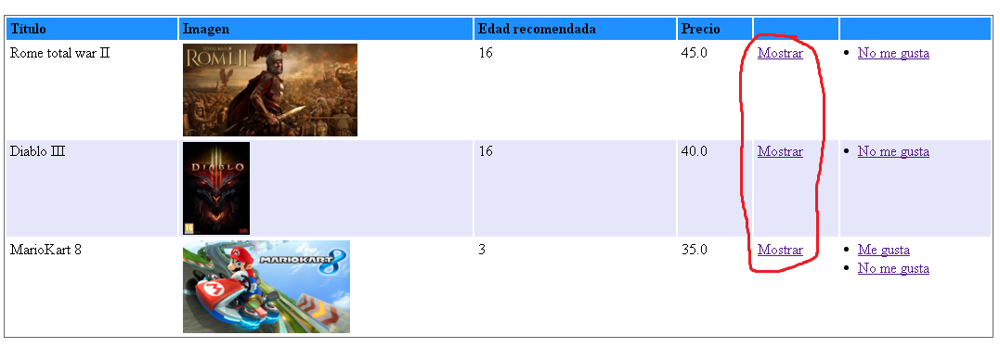 Título Imagen Edad recomendada Precio
Rome total war II 16 45.0 Mostrar No me gusta
TOTAL WAR
ROME II
Diablo III 16 40.0 Mostrar No me gusta
DIABLO
III
16
MarioKart 8 3 35.0 Mostrar Me gusta
No me gusta
MARIOKART 8
M